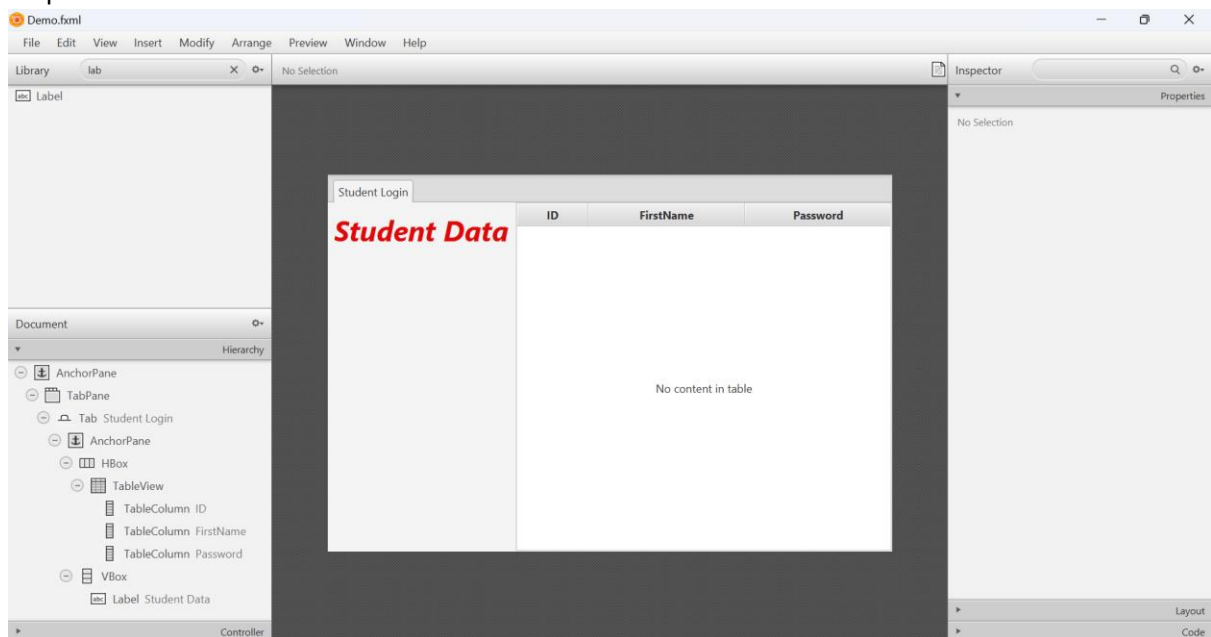 Demo.fxml
File Edit View Insert Modify Arrange Preview Window Help
Library lab
No Selection
Inspector
abc Label
Properties
No Selection
Student Login
Student Data
ID FirstName Password
No content in table
Document
Hierarchy
AnchorPane
TabPane
Tab Student Login
AnchorPane
HBox
TableView
TableColumn ID
TableColumn FirstName
TableColumn Password
VBox
abc Label Student Data
Controller
Layout
Code